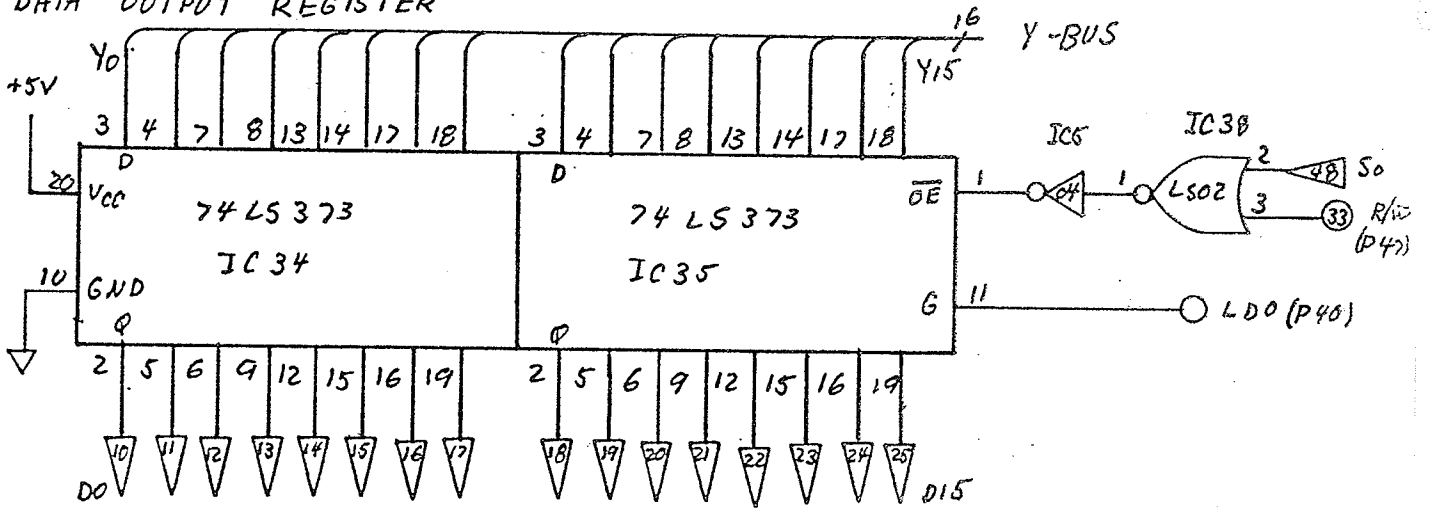 DATA OUTPUT REGISTER
16
Y-BUS
Y0
Y15
+5V
3 4 7 8 13 14 17 18
3 4 7 8 13 14 17 18
IC5
IC38
D
D
20
VCC
74LS373
74LS373
OE
1
04
1
LS02
2
48
S0
3
33
R/W
(P47)
IC34
IC35
10
GND
G
11
LDO (P40)
Q
Q
2 5 6 9 12 15 16 19
2 5 6 9 12 15 16 19
10 11 12 13 14 15 16 17
18 19 20 21 22 23 24 25
D0
D15